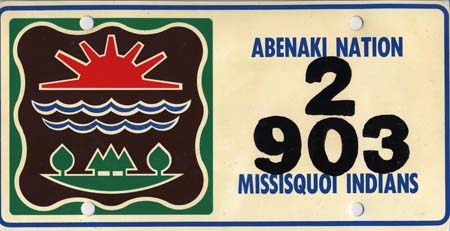 ABENAKI NATION
2
903
MISSISQUOI INDIANS